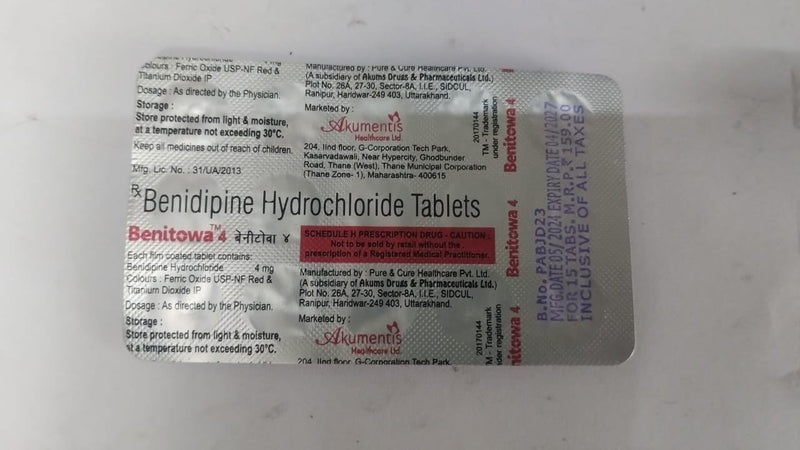 Colours : Ferric Oxide USP-NF Red &
Titanium Dioxide IP
Dosage : As directed by the Physician.
Storage :
Store protected from light & moisture,
at a temperature not exceeding 30°C.
Keep all medicines out of reach of children.
Mfg. Lic. No. : 31/UA/2013
Manufactured by : Pure & Cure Healthcare Pvt. Ltd.
(A subsidiary of Akums Drugs & Pharmaceuticals Ltd.)
Plot No. 26A, 27-30, Sector-8A, I.I.E., SIDCUL,
Ranipur, Haridwar-249 403, Uttarakhand.
Marketed by :
Akumentis
Healthcare Ltd.
204, IInd floor, G-Corporation Tech Park,
Kasarvadavali, Near Hypercity, Ghodbunder
Road, Thane (West), Thane Municipal Corporation
(Thane Zone- 1), Maharashtra- 400615
20170144
TM - Trademark
under registration
Benitowa 4
Rx Benidipine Hydrochloride Tablets
Benitowa™ 4 बेनीटोवा ४
SCHEDULE H PRESCRIPTION DRUG - CAUTION :
Not to be sold by retail without the
prescription of a Registered Medical Practitioner.
Each film coated tablet contains:
Benidipine Hydrochloride 4 mg
Colours : Ferric Oxide USP-NF Red &
Titanium Dioxide IP
Dosage : As directed by the Physician.
Storage :
Store protected from light & moisture,
at a temperature not exceeding 30°C.
Manufactured by : Pure & Cure Healthcare Pvt. Ltd.
(A subsidiary of Akums Drugs & Pharmaceuticals Ltd.)
Plot No. 26A, 27-30, Sector-8A, I.I.E., SIDCUL,
Ranipur, Haridwar-249 403, Uttarakhand.
Marketed by :
Akumentis
Healthcare Ltd.
204, IInd floor, G-Corporation Tech Park,
Benitowa 4
20170144
TM - Trademark
under registration
nitowa 4
B.No. PABJD23
MFG.DATE 05/2024 EXPIRY DATE 04/2027
FOR 15 TABS. M.R.P.₹ 159.00
INCLUSIVE OF ALL TAXES